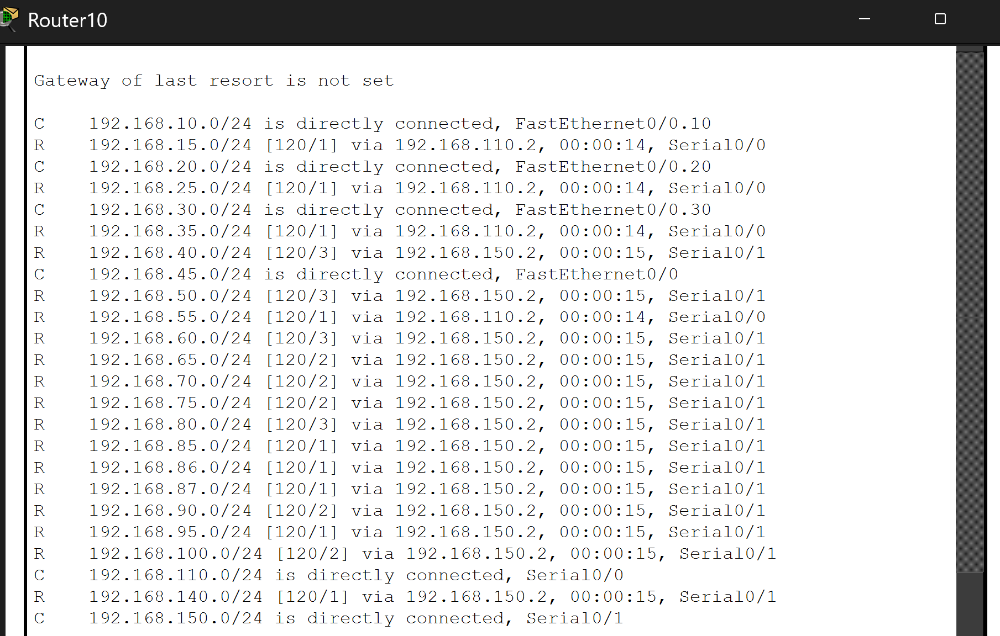 Router10
Gateway of last resort is not set
C    192.168.10.0/24 is directly connected, FastEthernet0/0.10
R    192.168.15.0/24 [120/1] via 192.168.110.2, 00:00:14, Serial0/0
C    192.168.20.0/24 is directly connected, FastEthernet0/0.20
R    192.168.25.0/24 [120/1] via 192.168.110.2, 00:00:14, Serial0/0
C    192.168.30.0/24 is directly connected, FastEthernet0/0.30
R    192.168.35.0/24 [120/1] via 192.168.110.2, 00:00:14, Serial0/0
R    192.168.40.0/24 [120/3] via 192.168.150.2, 00:00:15, Serial0/1
C    192.168.45.0/24 is directly connected, FastEthernet0/0
R    192.168.50.0/24 [120/3] via 192.168.150.2, 00:00:15, Serial0/1
R    192.168.55.0/24 [120/1] via 192.168.110.2, 00:00:14, Serial0/0
R    192.168.60.0/24 [120/3] via 192.168.150.2, 00:00:15, Serial0/1
R    192.168.65.0/24 [120/2] via 192.168.150.2, 00:00:15, Serial0/1
R    192.168.70.0/24 [120/2] via 192.168.150.2, 00:00:15, Serial0/1
R    192.168.75.0/24 [120/2] via 192.168.150.2, 00:00:15, Serial0/1
R    192.168.80.0/24 [120/3] via 192.168.150.2, 00:00:15, Serial0/1
R    192.168.85.0/24 [120/1] via 192.168.150.2, 00:00:15, Serial0/1
R    192.168.86.0/24 [120/1] via 192.168.150.2, 00:00:15, Serial0/1
R    192.168.87.0/24 [120/1] via 192.168.150.2, 00:00:15, Serial0/1
R    192.168.90.0/24 [120/2] via 192.168.150.2, 00:00:15, Serial0/1
R    192.168.95.0/24 [120/1] via 192.168.150.2, 00:00:15, Serial0/1
R    192.168.100.0/24 [120/2] via 192.168.150.2, 00:00:15, Serial0/1
C    192.168.110.0/24 is directly connected, Serial0/0
R    192.168.140.0/24 [120/1] via 192.168.150.2, 00:00:15, Serial0/1
C    192.168.150.0/24 is directly connected, Serial0/1